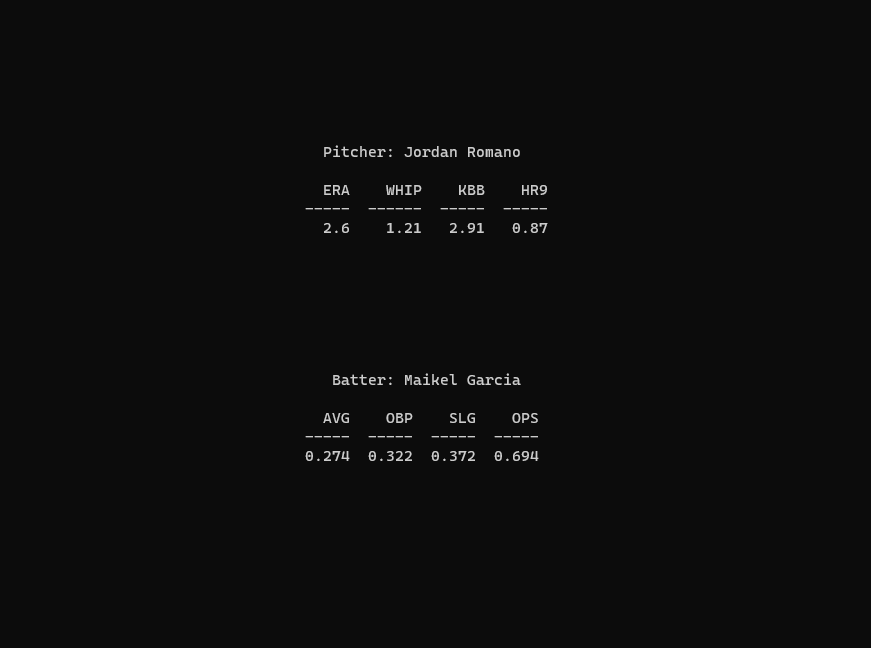 Pitcher: Jordan Romano
ERA    WHIP    KBB    HR9
-----  ------  -----  -----
2.6    1.21   2.91   0.87
Batter: Maikel Garcia
AVG    OBP    SLG    OPS
-----  -----  -----  -----
0.274  0.322  0.372  0.694